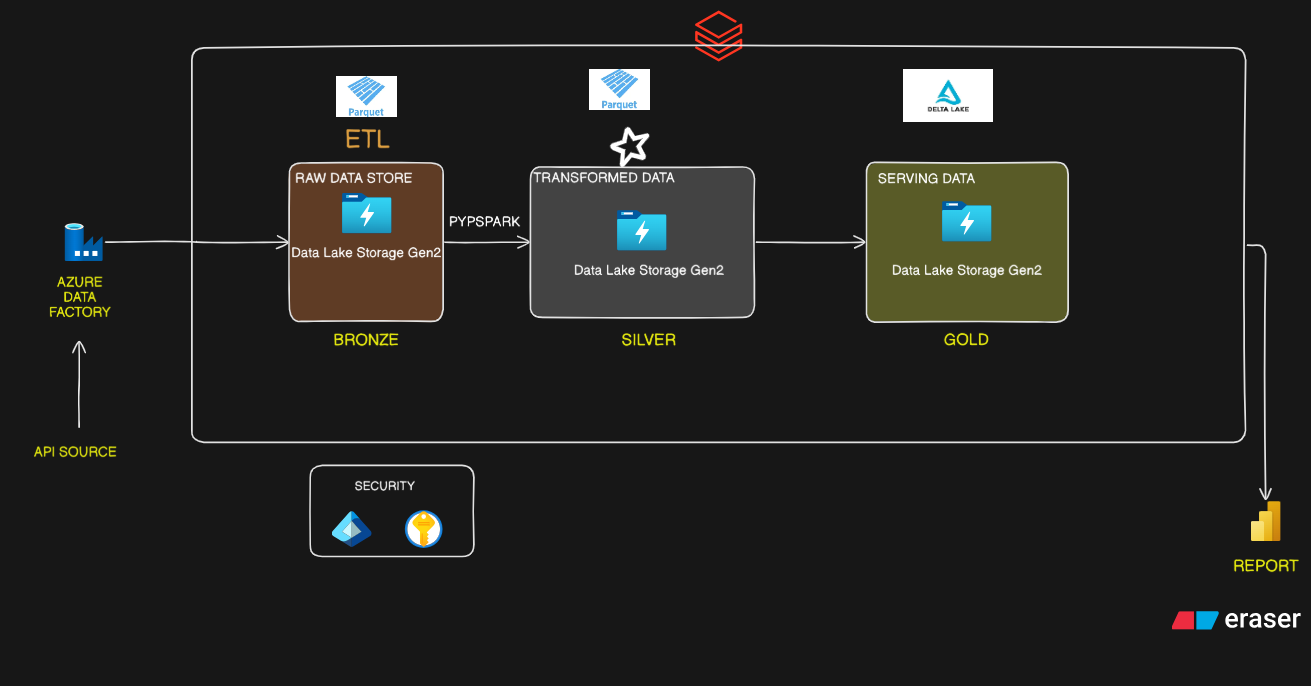 Parquet
Parquet
DELTA LAKE
ETL
RAW DATA STORE
TRANSFORMED DATA
SERVING DATA
PYPSPARK
Data Lake Storage Gen2
Data Lake Storage Gen2
Data Lake Storage Gen2
AZURE
DATA
FACTORY
BRONZE
SILVER
GOLD
API SOURCE
SECURITY
REPORT
eraser